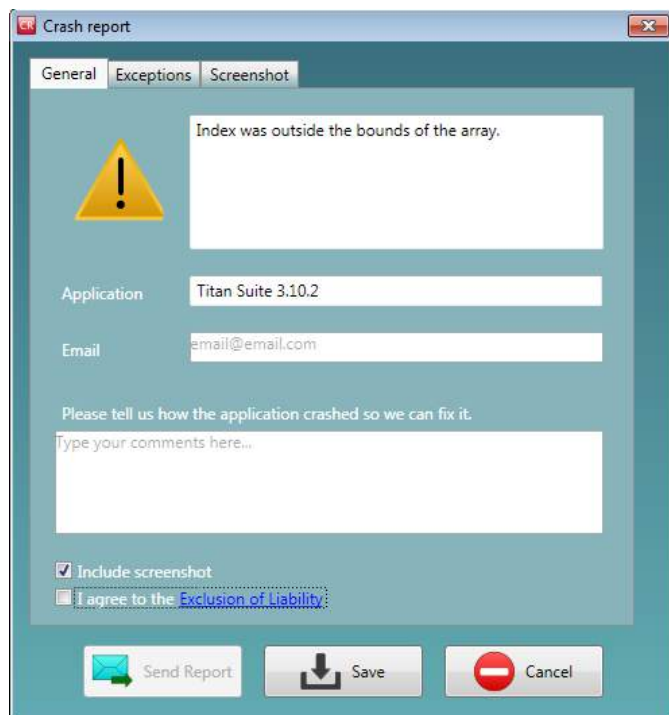 CR Crash report
General Exceptions Screenshot
Index was outside the bounds of the array.
Application Titan Suite 3.10.2
Email email@email.com
Please tell us how the application crashed so we can fix it.
Type your comments here...
Include screenshot
I agree to the Exclusion of Liability
Send Report Save Cancel